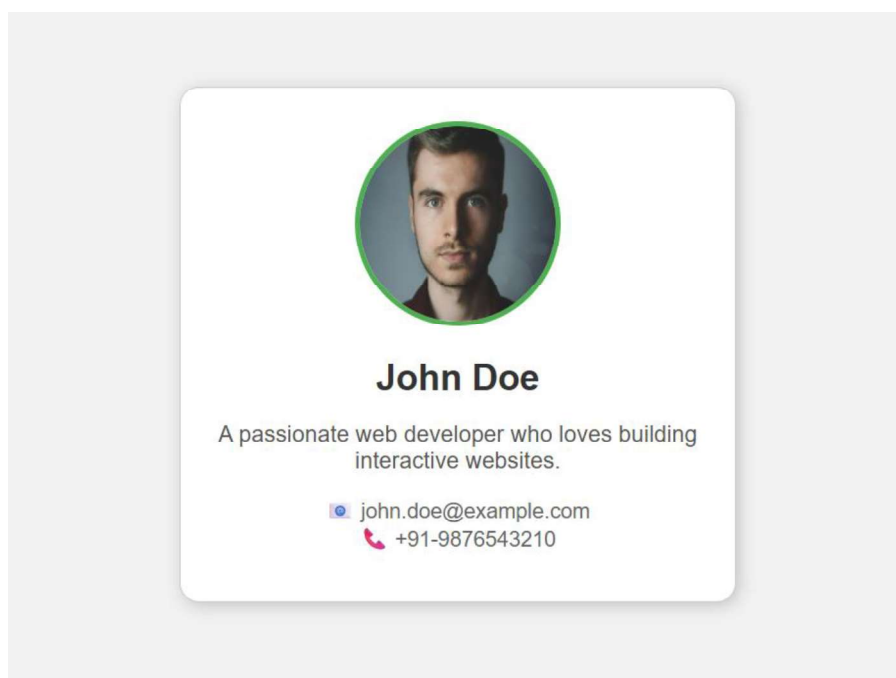 John Doe
A passionate web developer who loves building
interactive websites.
john.doe@example.com
+91-9876543210